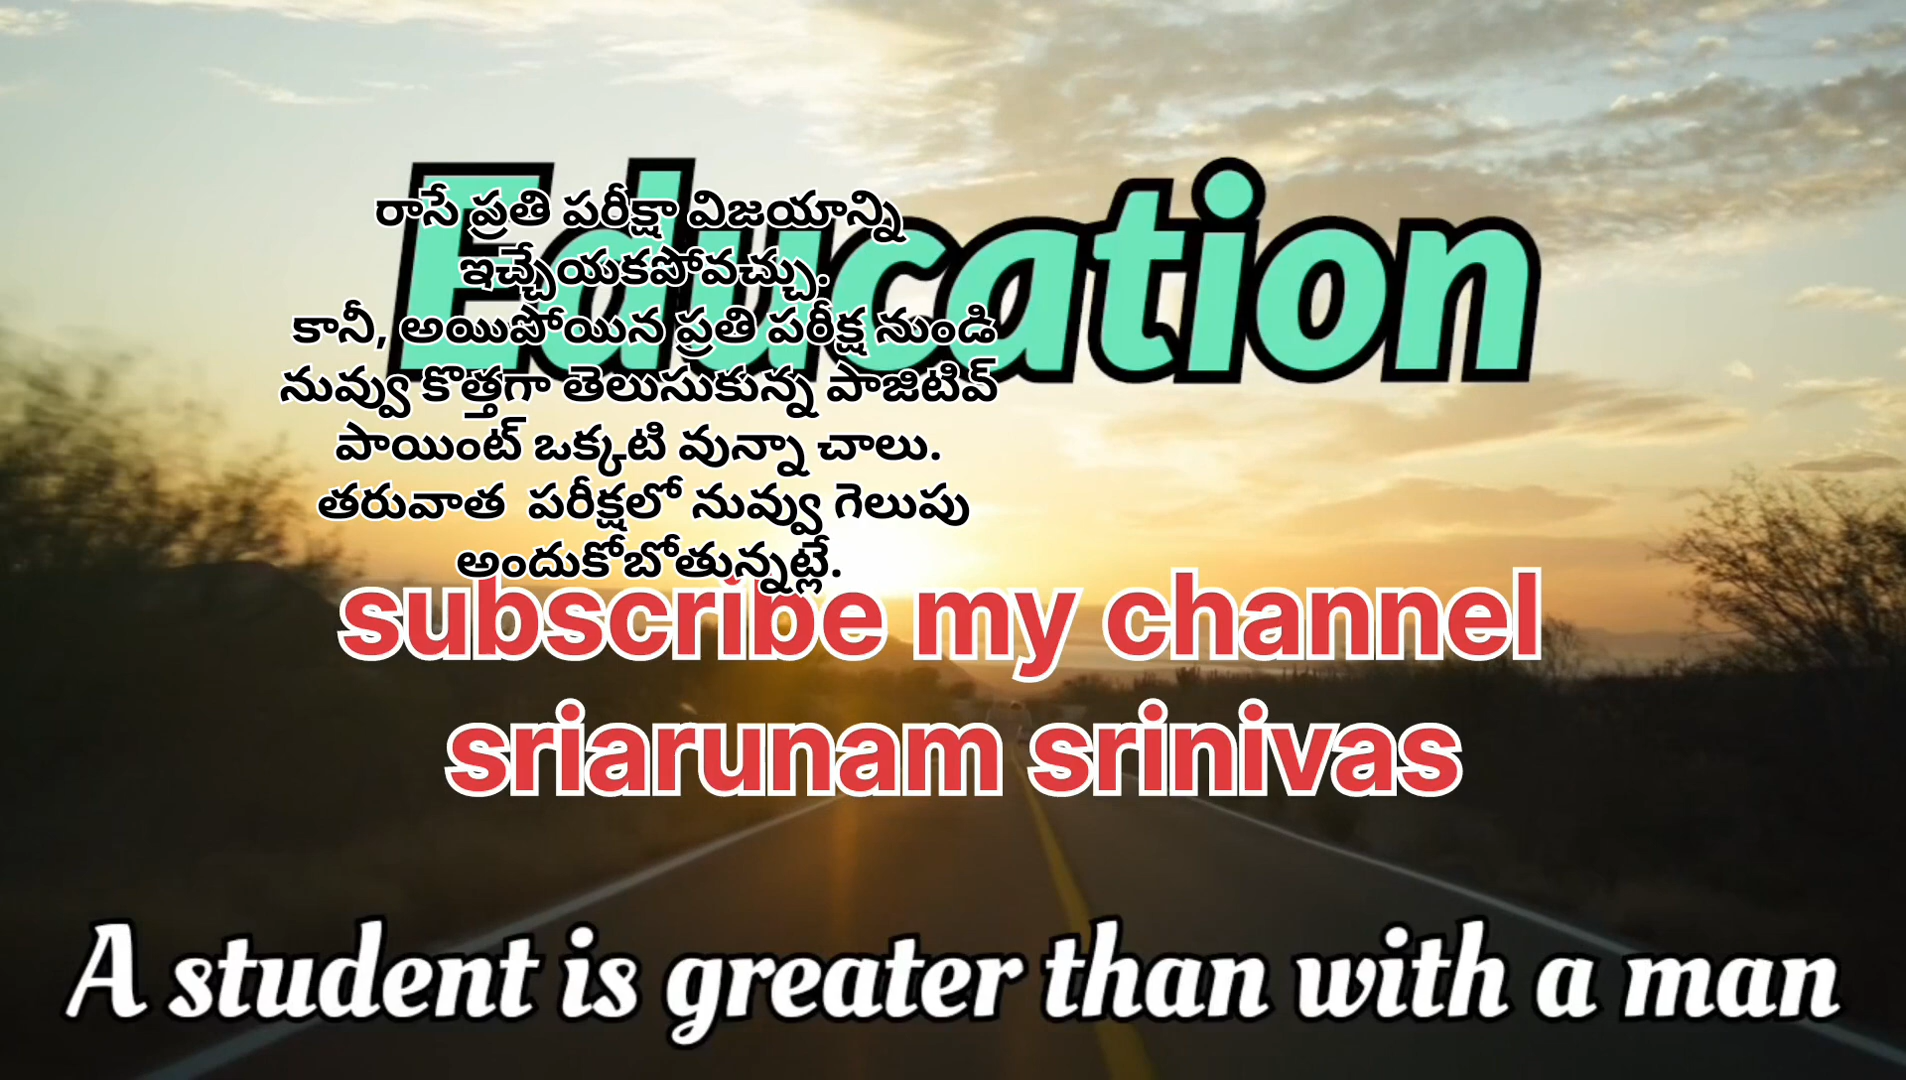 Education
రాసే ప్రతి పరీక్షా విజయాన్ని
ఇచ్చేయకపోవచ్చు.
కానీ, అయిపోయిన ప్రతి పరీక్ష నుండి
నువ్వు కొత్తగా తెలుసుకున్న పాజిటివ్
పాయింట్ ఒక్కటి వున్నా చాలు.
తరువాత పరీక్షలో నువ్వు గెలుపు
అందుకోబోతున్నట్లే.
subscribe my channel
sriarunam srinivas
A student is greater than with a man